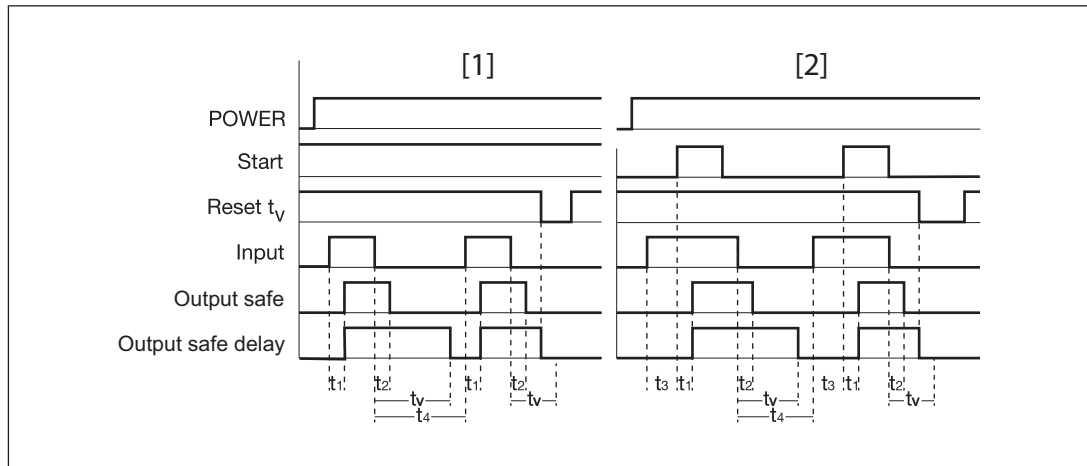 [1] [2]
POWER
Start
Reset tV
Input
Output safe
Output safe delay
t1 t2 t1 t2 t3 t1 t2 t3 t1 t2
tv tv tv tv
t4 t4